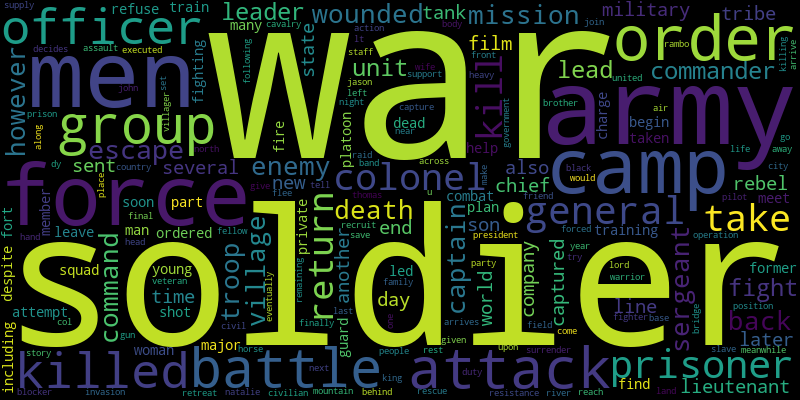 war
soldier
men
army
force
camp
group
officer
order
attack
battle
killed
kill
return
prisoner
general
colonel
command
village
troop
captain
sergeant
take
back
fight
lieutenant
death
escape
enemy
unit
lead
mission
wounded
leader
tank
film
military
tribe
commander
however
refuse
train
supply
many
cavalry
assault
executed
john
decides
fighting
state
following
action
it
staff
support
capture
near
body
wife
front
heavy
jason
left
night
join
rambo
killing
arrive
united
brother
air
charge
begin
taken
go
away
life
city
black
would
pilot
meet
rebel
chief
also
help
government
make
combat
plan
son
new
sent
several
villager
set
prison
along
dy
country
north
place
give
tell
flee
fire
platoon
dead
raid
band
across
thomas
u
friend
forced
year
try
operation
former
position
later
meanwhile
bridge
slave
surrender
land
reach
find
line
training
president
party
company
world
captured
lord
warrior
fighter
base
field
come
upon
given
arrives
rest
people
family
led
day
end
save
recruit
private
another
guard
last
one
finally
remaining
eventually
civil
horse
major
shot
time
young
man
ordered
fellow
head
veteran
soon
part
final
member
hand
leave
despite
fort
squad
attempt
col
gun
woman
story
including
blocker
invasion
retreat
natalie
civilian
next
mountain
behind
king
rescue
duty
resistance
river